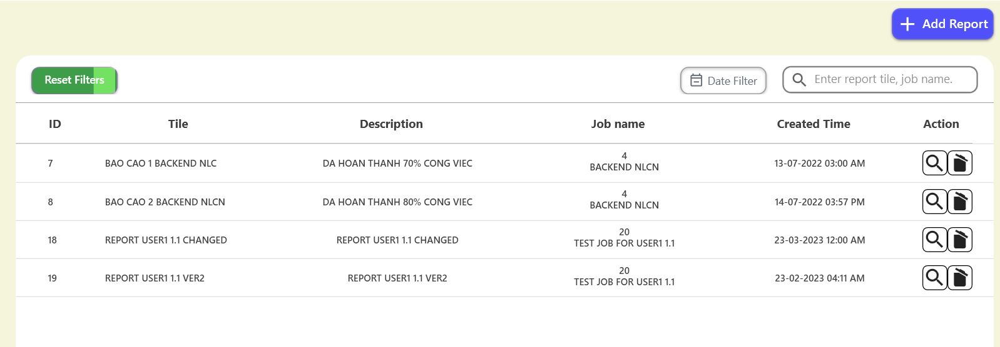 Add Report
Reset Filters
Date Filter
Enter report tile, job name.
ID Tile Description Job name Created Time Action
7 BAO CAO 1 BACKEND NLC DA HOAN THANH 70% CONG VIEC 4 BACKEND NLCN 13-07-2022 03:00 AM
8 BAO CAO 2 BACKEND NLCN DA HOAN THANH 80% CONG VIEC 4 BACKEND NLCN 14-07-2022 03:57 PM
18 REPORT USER1 1.1 CHANGED REPORT USER1 1.1 CHANGED 20 TEST JOB FOR USER1 1.1 23-03-2023 12:00 AM
19 REPORT USER1 1.1 VER2 REPORT USER1 1.1 VER2 20 TEST JOB FOR USER1 1.1 23-02-2023 04:11 AM